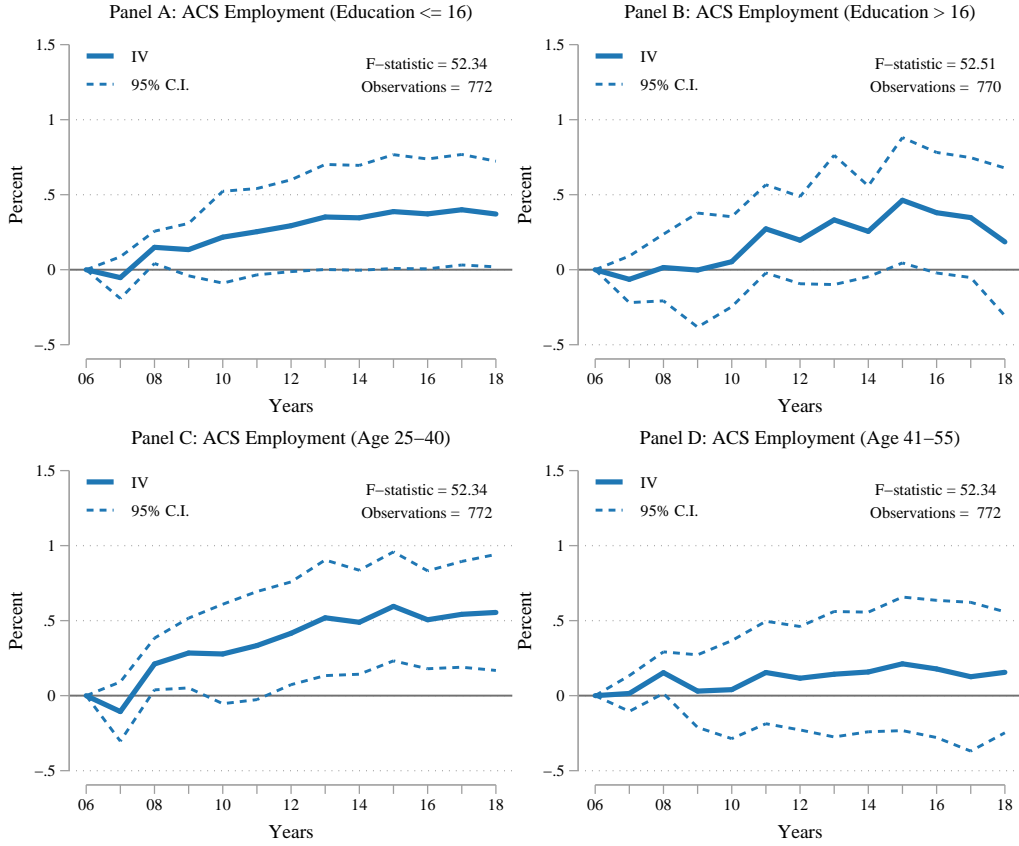 Panel A: ACS Employment (Education <= 16)
1.5
1
.5
0
−.5
Percent
IV
95% C.I.
F−statistic = 52.34
Observations = 772
06 08 10 12 14 16 18
Years
Panel B: ACS Employment (Education > 16)
1.5
1
.5
0
−.5
Percent
IV
95% C.I.
F−statistic = 52.51
Observations = 770
06 08 10 12 14 16 18
Years
Panel C: ACS Employment (Age 25−40)
1.5
1
.5
0
−.5
Percent
IV
95% C.I.
F−statistic = 52.34
Observations = 772
06 08 10 12 14 16 18
Years
Panel D: ACS Employment (Age 41−55)
1.5
1
.5
0
−.5
Percent
IV
95% C.I.
F−statistic = 52.34
Observations = 772
06 08 10 12 14 16 18
Years